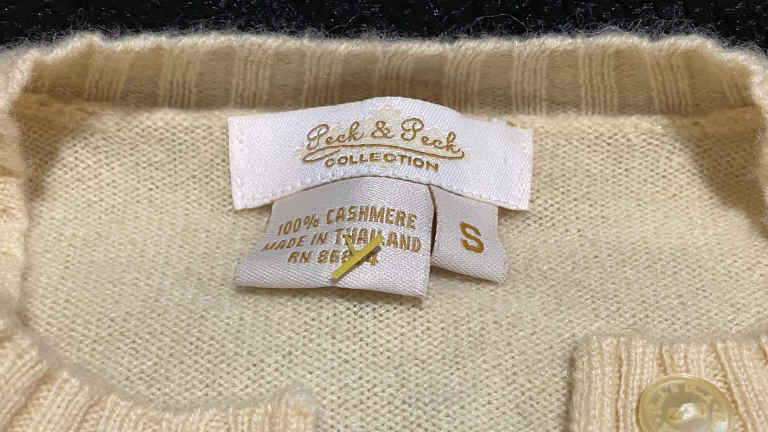 Peck & Peck
COLLECTION
100% CASHMERE
MADE IN THAILAND
RN
S